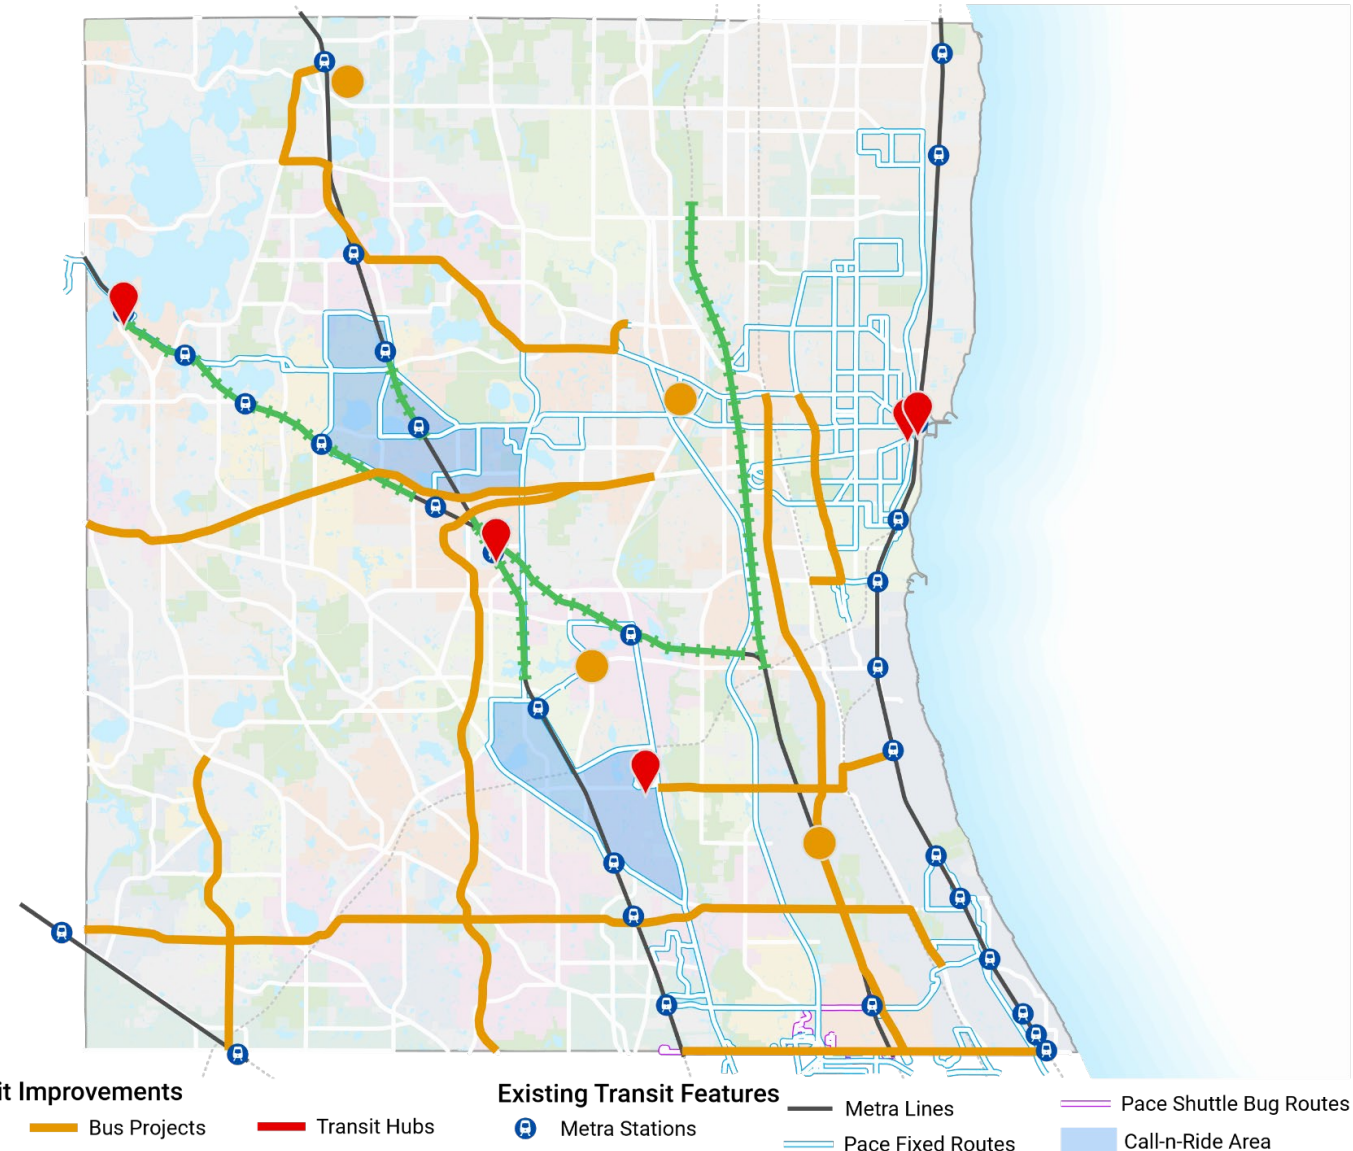 it Improvements
Bus Projects
Transit Hubs
Existing Transit Features
Metra Stations
Metra Lines
Pace Fixed Routes
Pace Shuttle Bug Routes
Call-n-Ride Area